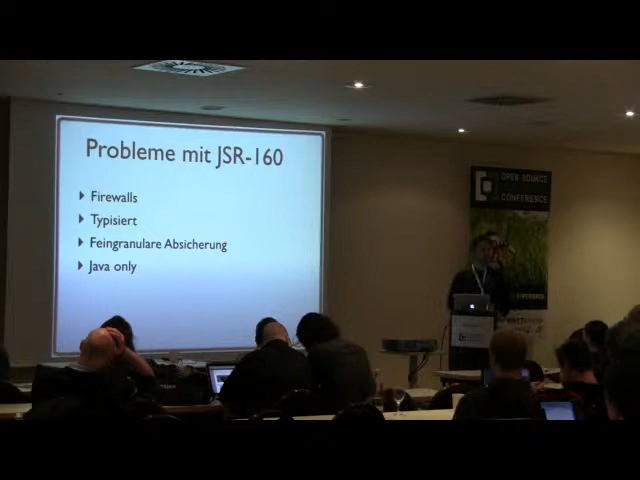 Probleme mit JSR-160
Firewalls
Typisiert
Feingranulare Absicherung
Java only
OPEN SOURCE
CONFERENCE